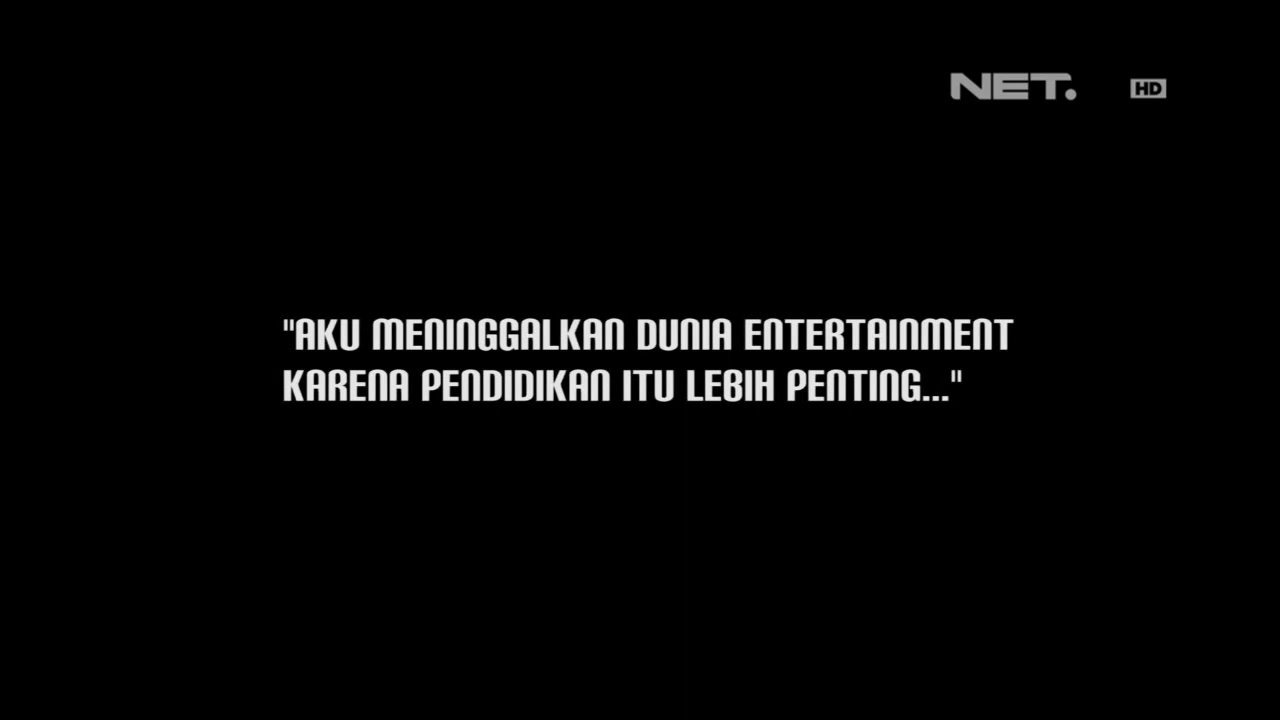 NET. HD
"AKU MENINGGALKAN DUNIA ENTERTAINMENT
KARENA PENDIDIKAN ITU LEBIH PENTING..."